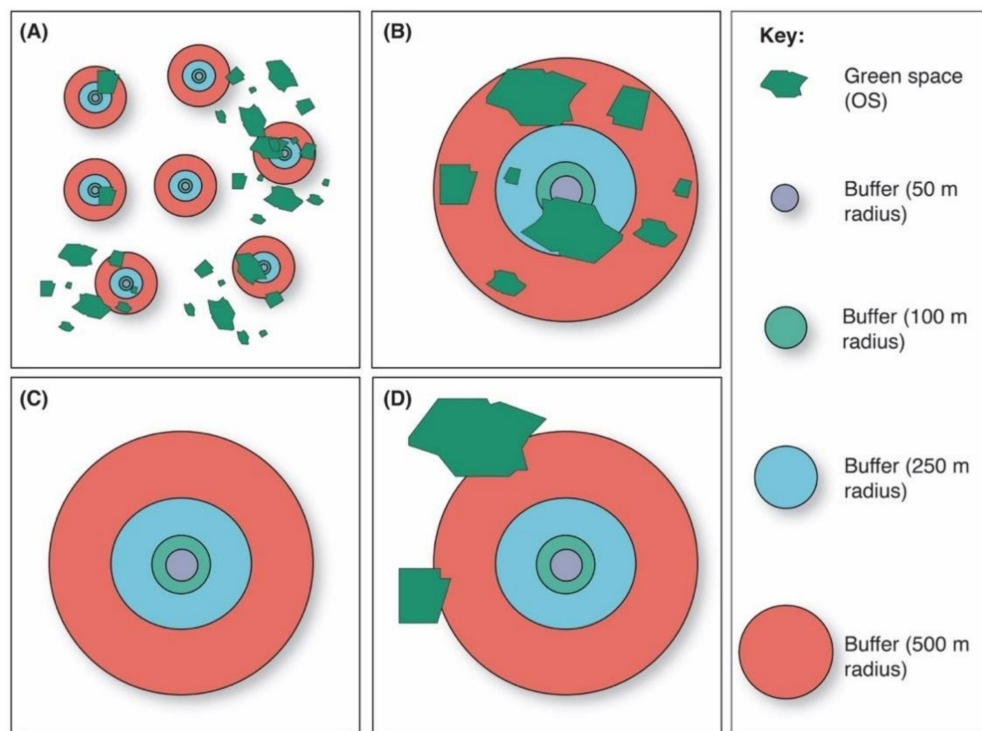 (A)
(B)
(C)
(D)
Key:
Green space
(OS)
Buffer (50 m
radius)
Buffer (100 m
radius)
Buffer (250 m
radius)
Buffer (500 m
radius)